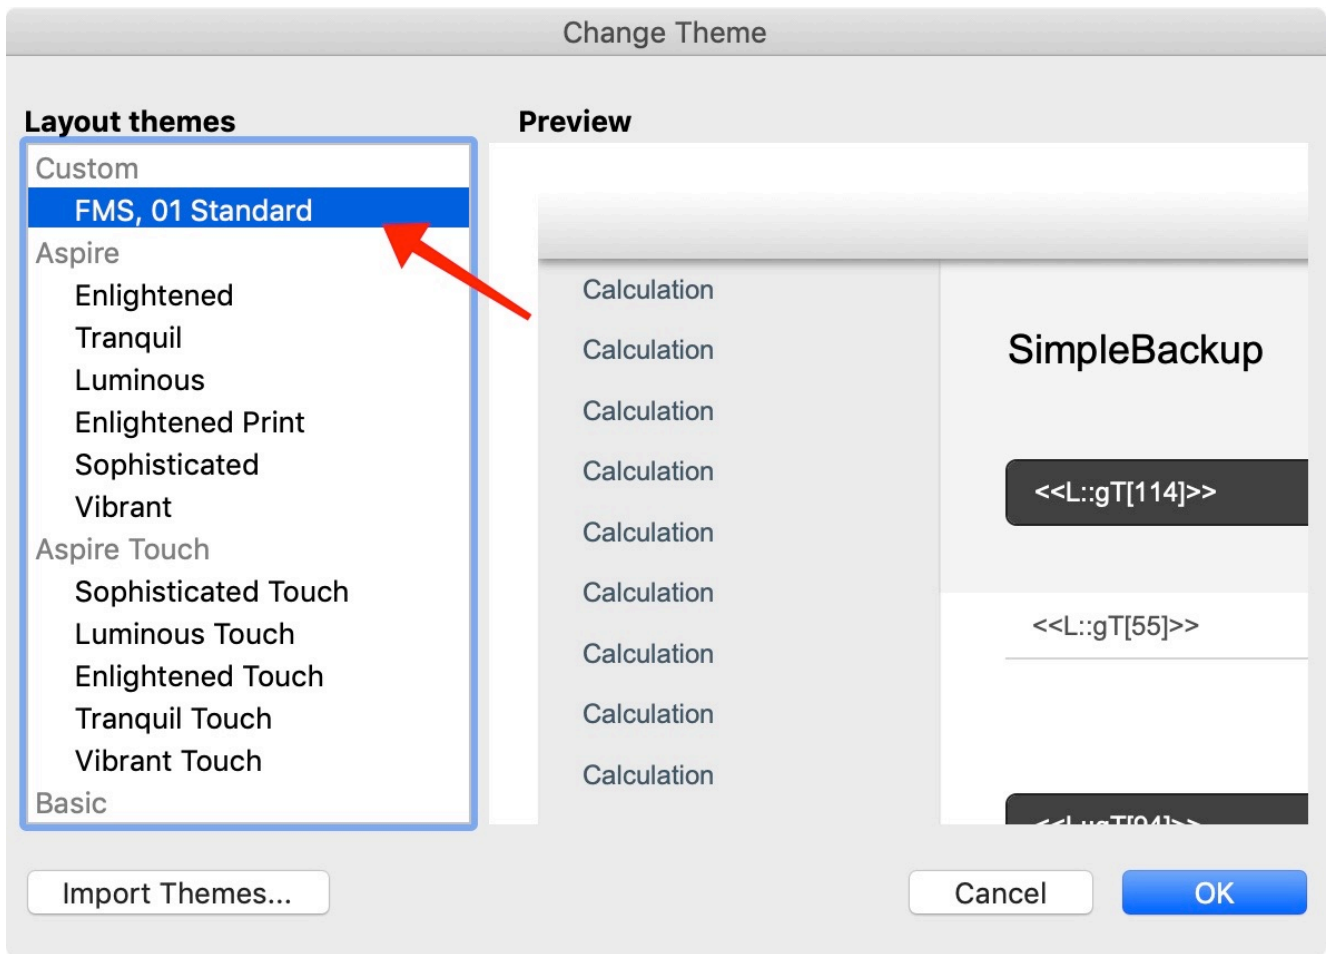 Change Theme
Layout themes
Custom
FMS, 01 Standard
Aspire
Enlightened
Tranquil
Luminous
Enlightened Print
Sophisticated
Vibrant
Aspire Touch
Sophisticated Touch
Luminous Touch
Enlightened Touch
Tranquil Touch
Vibrant Touch
Basic
Preview
Calculation
Calculation
Calculation
Calculation
Calculation
Calculation
Calculation
Calculation
Calculation
SimpleBackup
<<L::gT[114]>>
<<L::gT[55]>>
<<L::gT[94]>>
Import Themes...
Cancel
OK